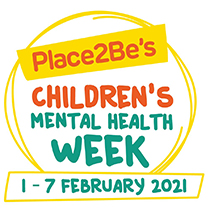 Place2Be's
CHILDREN'S
MENTAL HEALTH
WEEK
1 - 7 FEBRUARY 2021